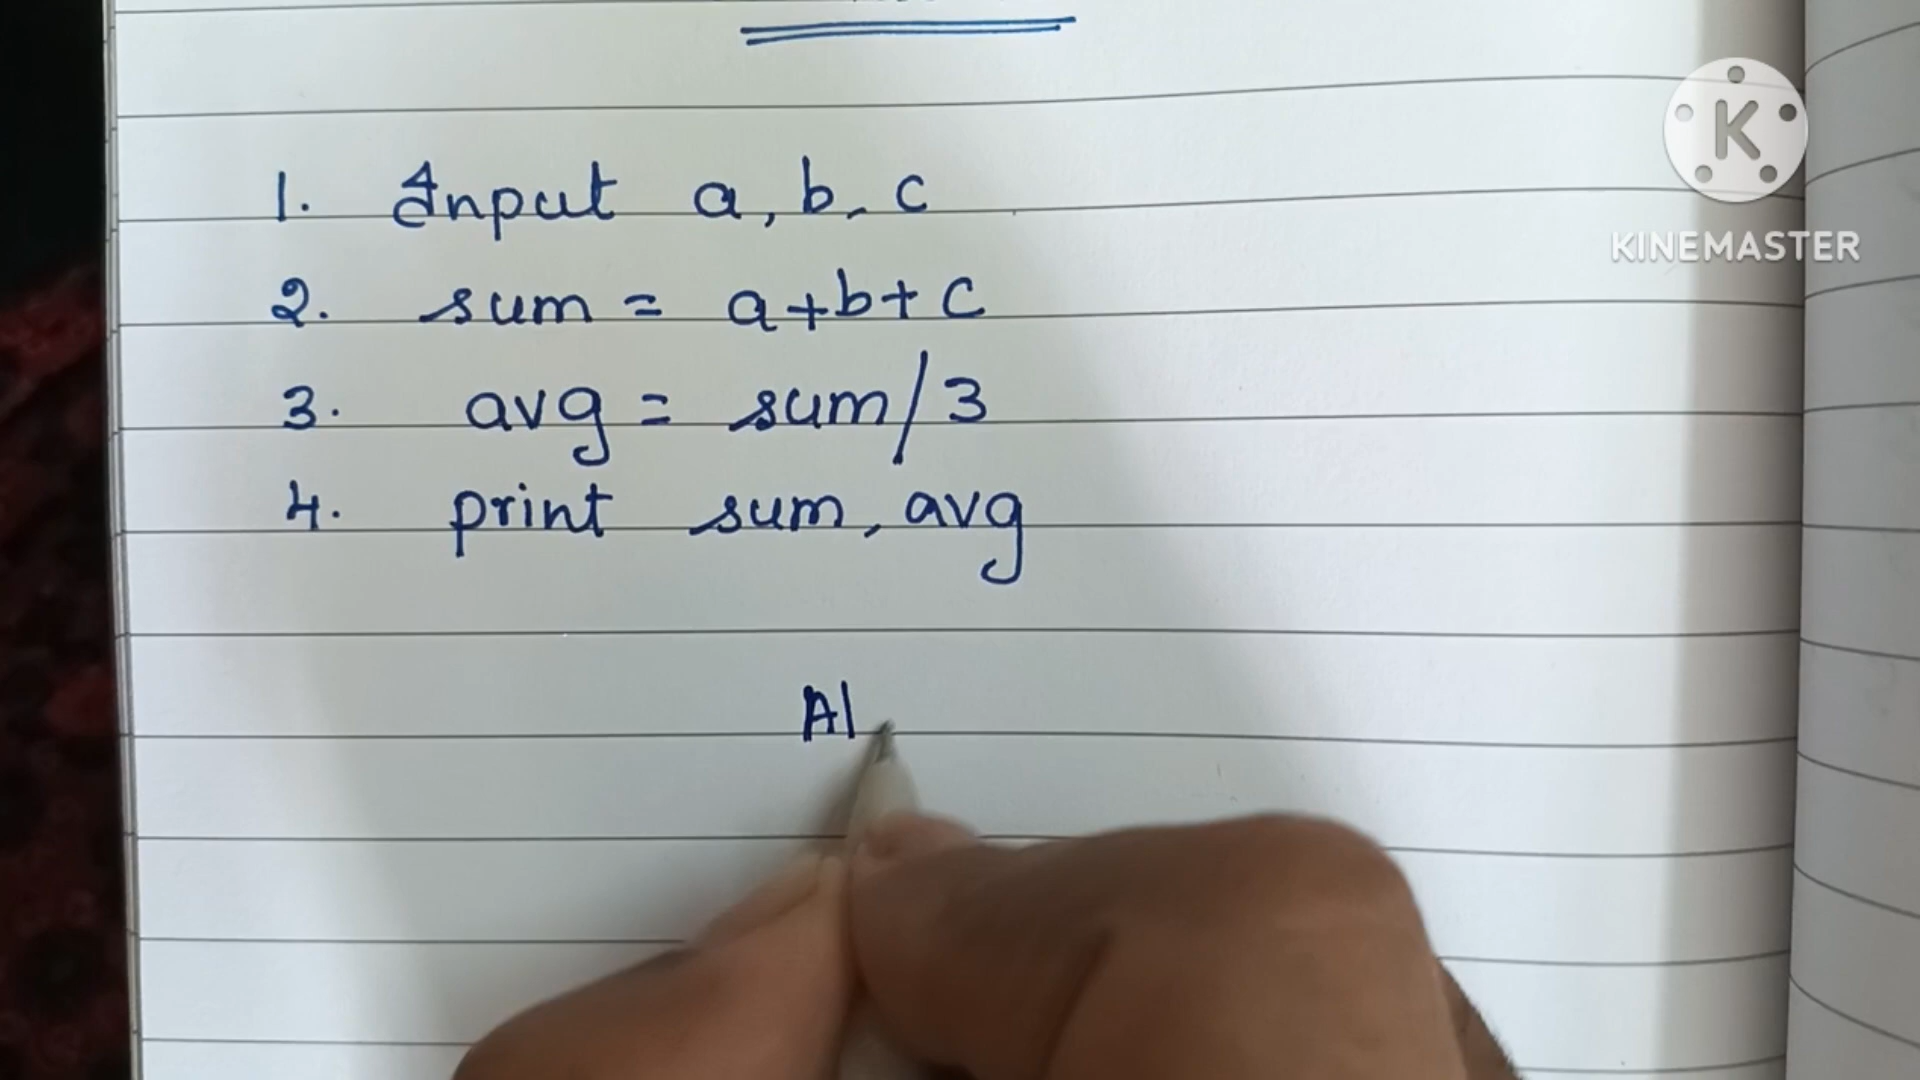 1. Input a, b, c
2. sum = a+b+c
3. avg = sum/3
4. print sum, avg
Al
K
KINEMASTER